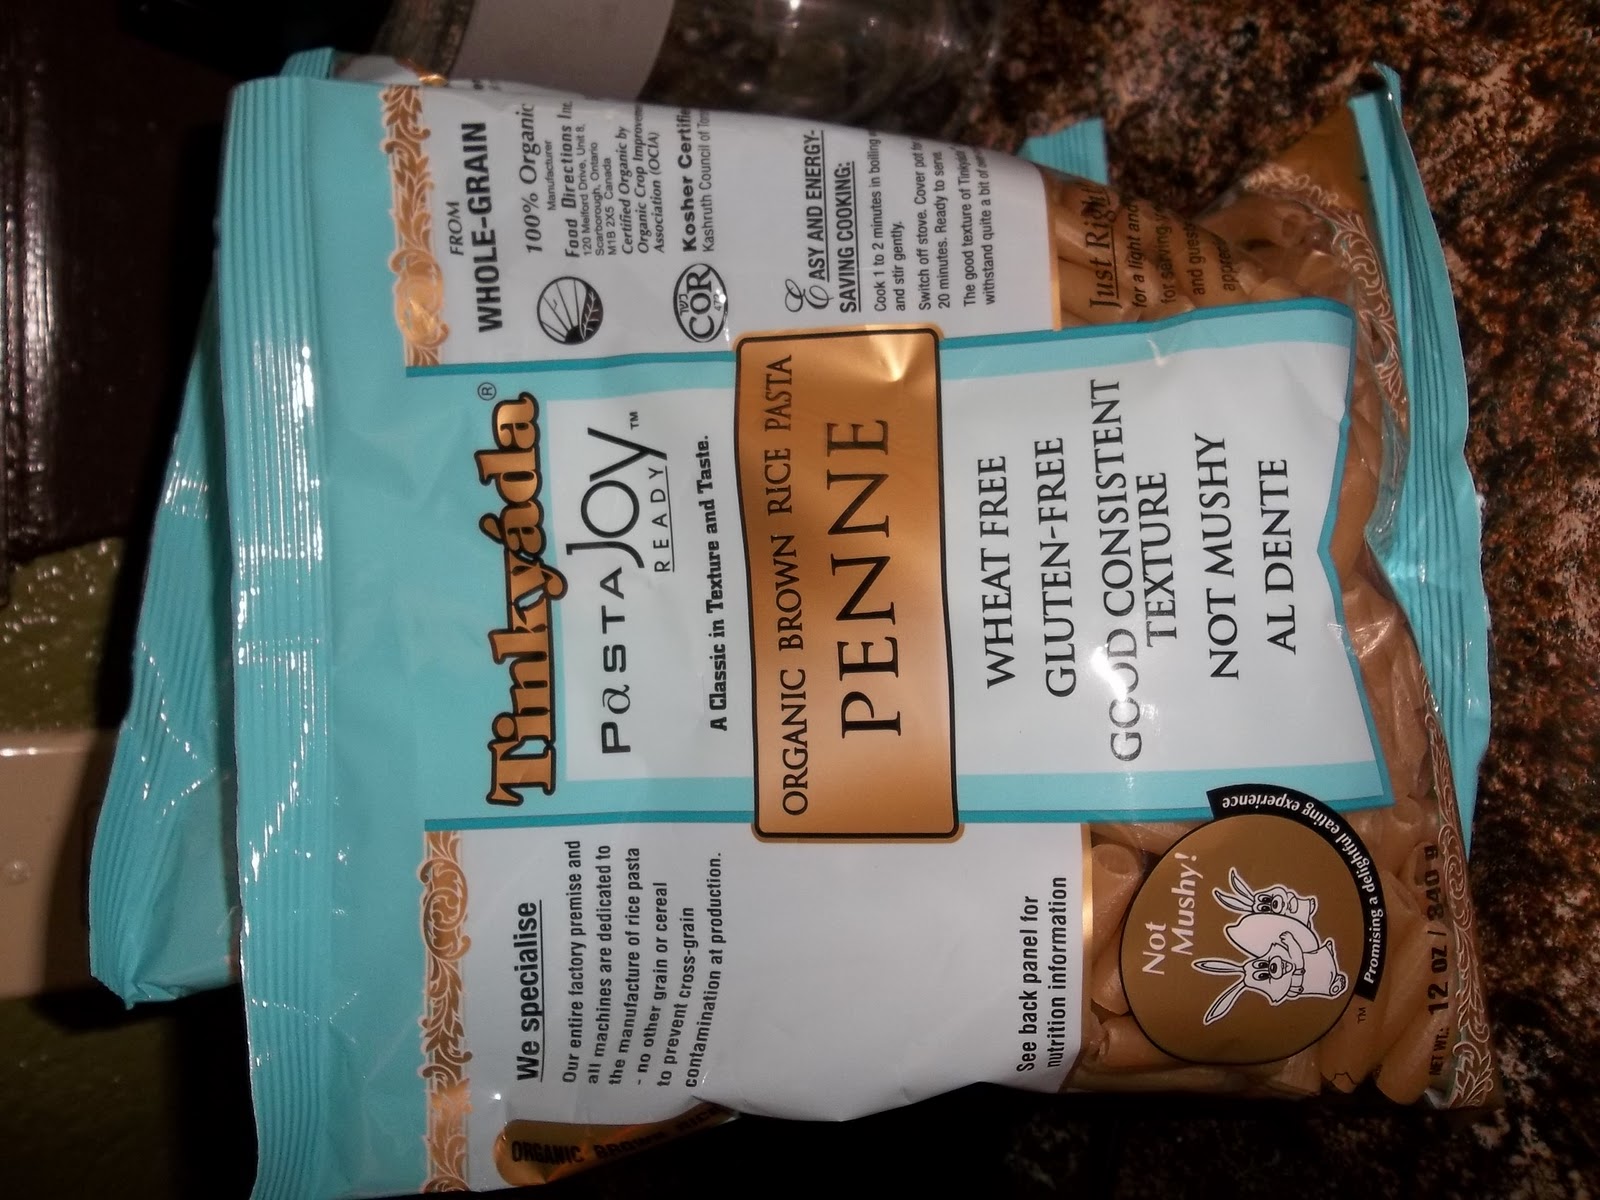 We specialise
Our entire factory premise and
all machines are dedicated to
the manufacture of rice pasta
- no other grain or cereal
to prevent cross-grain
contamination at production.
See back panel for
nutrition information
Tinkyáda®
PASTA JOY™
READY
A Classic in Texture and Taste.
ORGANIC BROWN RICE PASTA
PENNE
WHEAT FREE
GLUTEN-FREE
GOOD CONSISTENT
TEXTURE
NOT MUSHY
AL DENTE
FROM
WHOLE-GRAIN
100% Organic
Manufacturer
Food Directions Inc.
120 Melford Drive, Unit 8,
Scarborough, Ontario
M1B 2X5 Canada
Certified Organic by
Organic Crop
Association (OCIA)
COR
Kosher
Kashruth Council of
EASY AND ENERGY-
SAVING COOKING:
Cook 1 to 2 minutes in boiling
and stir gently.
Switch off stove. Cover pot
20 minutes. Ready to serve.
The good texture of
withstand quite a bit of
Just Right
for a light and
for serving
and guests
Not
Mushy!
Promising a delightful eating experience
™
NET WT.: 12 OZ / 340 g
ORGANIC BROWN RICE